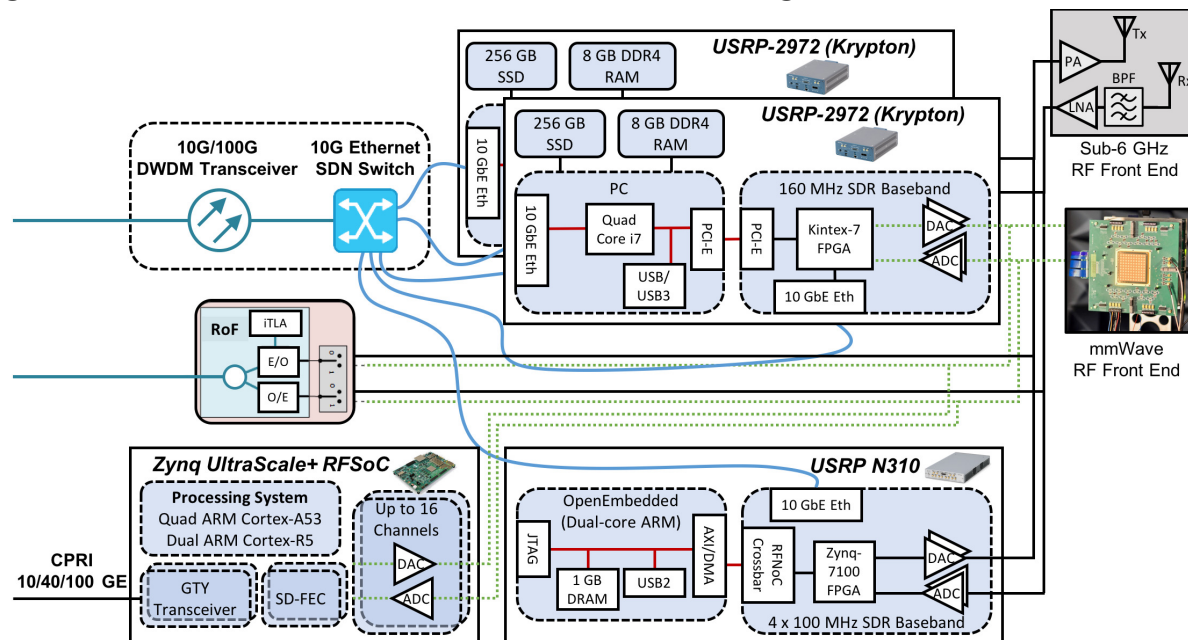 USRP-2972 (Krypton)
256 GB
SSD
8 GB DDR4
RAM
10 GbE Eth
USRP-2972 (Krypton)
256 GB
SSD
8 GB DDR4
RAM
PC
10 GbE Eth
Quad
Core i7
USB/
USB3
PCI-E
PCI-E
160 MHz SDR Baseband
Kintex-7
FPGA
10 GbE Eth
DAC
ADC
Tx
PA
BPF
Rx
LNA
Sub-6 GHz
RF Front End
mmWave
RF Front End
10G/100G
DWDM Transceiver
10G Ethernet
SDN Switch
RoF
iTLA
E/O
O/E
0
1
0
1
Zynq UltraScale+ RFSoC
Processing System
Quad ARM Cortex-A53
Dual ARM Cortex-R5
Up to 16
Channels
DAC
ADC
CPRI
10/40/100 GE
GTY
Transceiver
SD-FEC
USRP N310
OpenEmbedded
(Dual-core ARM)
JTAG
1 GB
DRAM
USB2
AXI/DMA
10 GbE Eth
RFNoC
Crossbar
Zynq-
7100
FPGA
DAC
ADC
4 x 100 MHz SDR Baseband